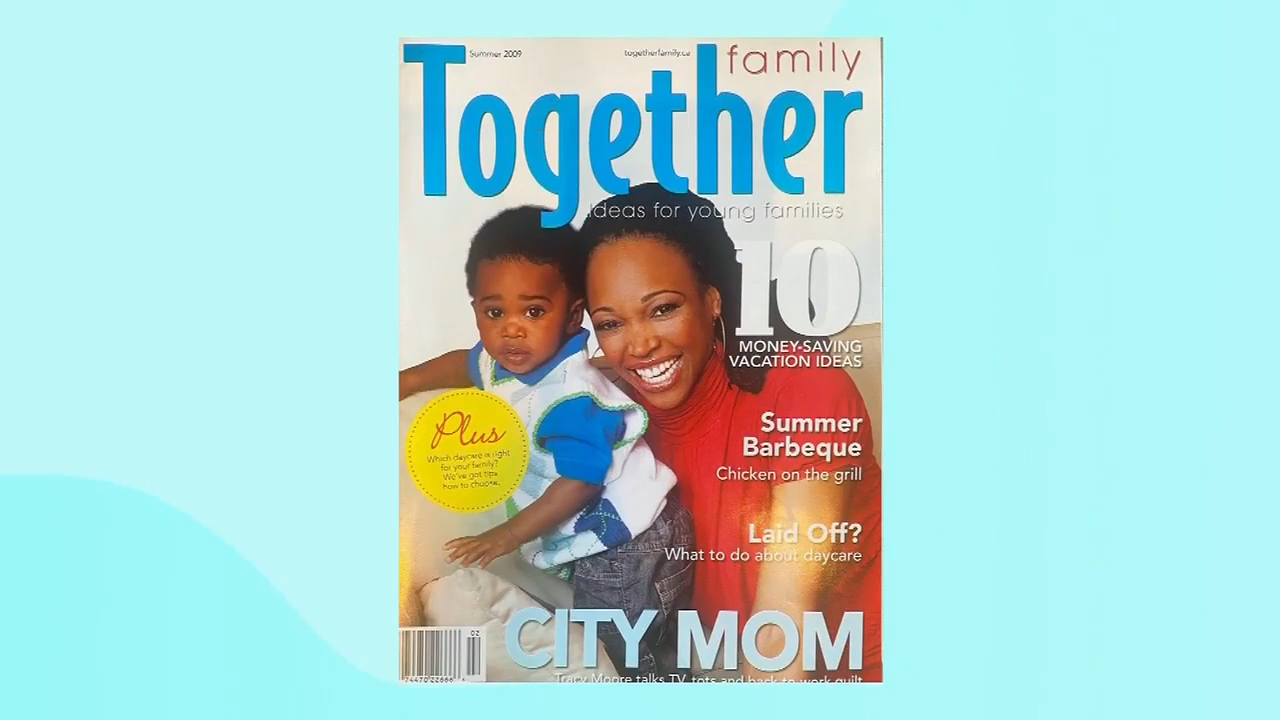 Summer 2009
togetherfamily.ca
family
Together
Ideas for young families
10
MONEY-SAVING
VACATION IDEAS
Summer
Barbeque
Chicken on the grill
Plus
Which daycare is right
for your family?
We've got tips
how to choose.
Laid Off?
What to do about daycare
CITY MOM
Tracy Moore talks TV, tots and back to work guilt
02